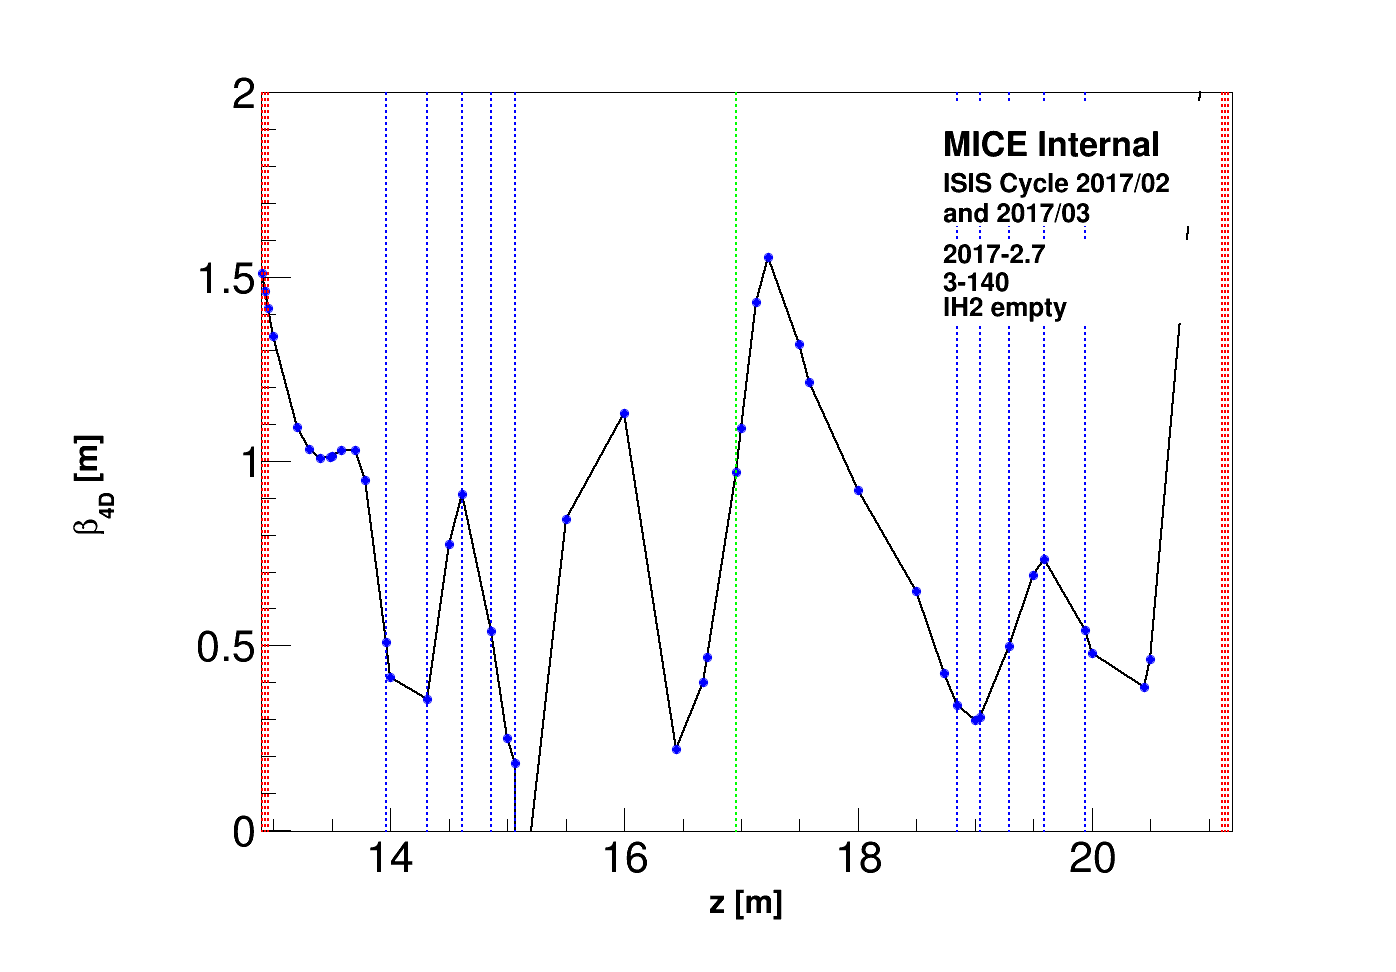 2
1.5
1
0.5
0
β4D [m]
MICE Internal
ISIS Cycle 2017/02
and 2017/03
2017-2.7
3-140
lH2 empty
14 16 18 20
z [m]